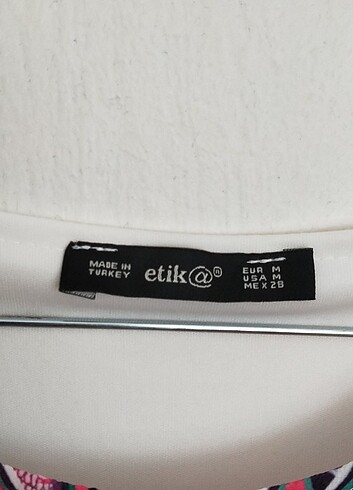 MADE IN
TURKEY
etik@®
EUR M
USA M
MEX 28